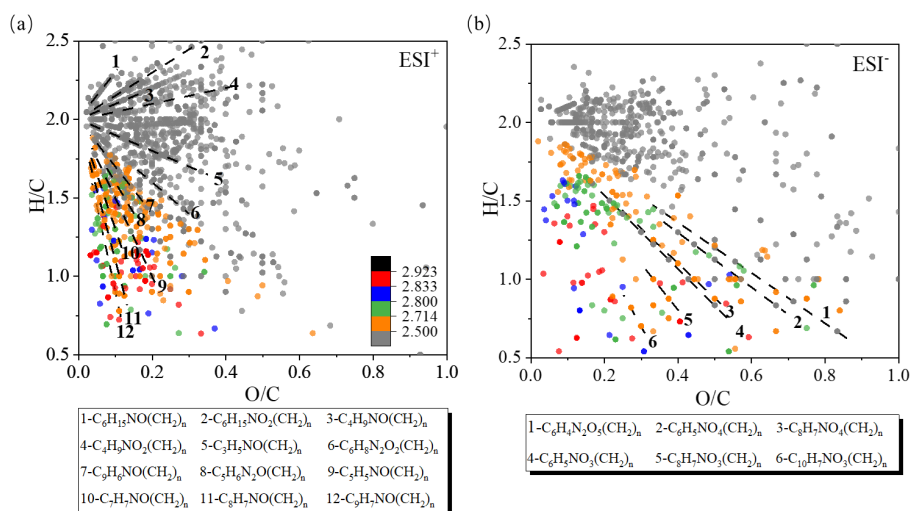 (a)
ESI⁺
H/C
2.5
2.0
1.5
1.0
0.5
0.0 0.2 0.4 0.6 0.8 1.0
O/C
1
2
3
4
5
6
7
8
10
9
11
12
2.923
2.833
2.800
2.714
2.500
1-C₆H₁₅NO(CH₂)ₙ 2-C₆H₁₅NO₂(CH₂)ₙ 3-C₄H₉NO(CH₂)ₙ
4-C₄H₉NO₂(CH₂)ₙ 5-C₃H₅NO(CH₂)ₙ 6-C₆H₈N₂O₂(CH₂)ₙ
7-C₉H₆NO(CH₂)ₙ 8-C₅H₆N₂O(CH₂)ₙ 9-C₅H₅NO(CH₂)ₙ
10-C₇H₇NO(CH₂)ₙ 11-C₈H₇NO(CH₂)ₙ 12-C₉H₇NO(CH₂)ₙ
(b)
ESI⁻
H/C
2.5
2.0
1.5
1.0
0.5
0.0 0.2 0.4 0.6 0.8 1.0
O/C
1
2
3
4
5
6
1-C₆H₄N₂O₅(CH₂)ₙ 2-C₆H₅NO₄(CH₂)ₙ 3-C₈H₇NO₄(CH₂)ₙ
4-C₆H₅NO₃(CH₂)ₙ 5-C₈H₇NO₃(CH₂)ₙ 6-C₁₀H₇NO₃(CH₂)ₙ